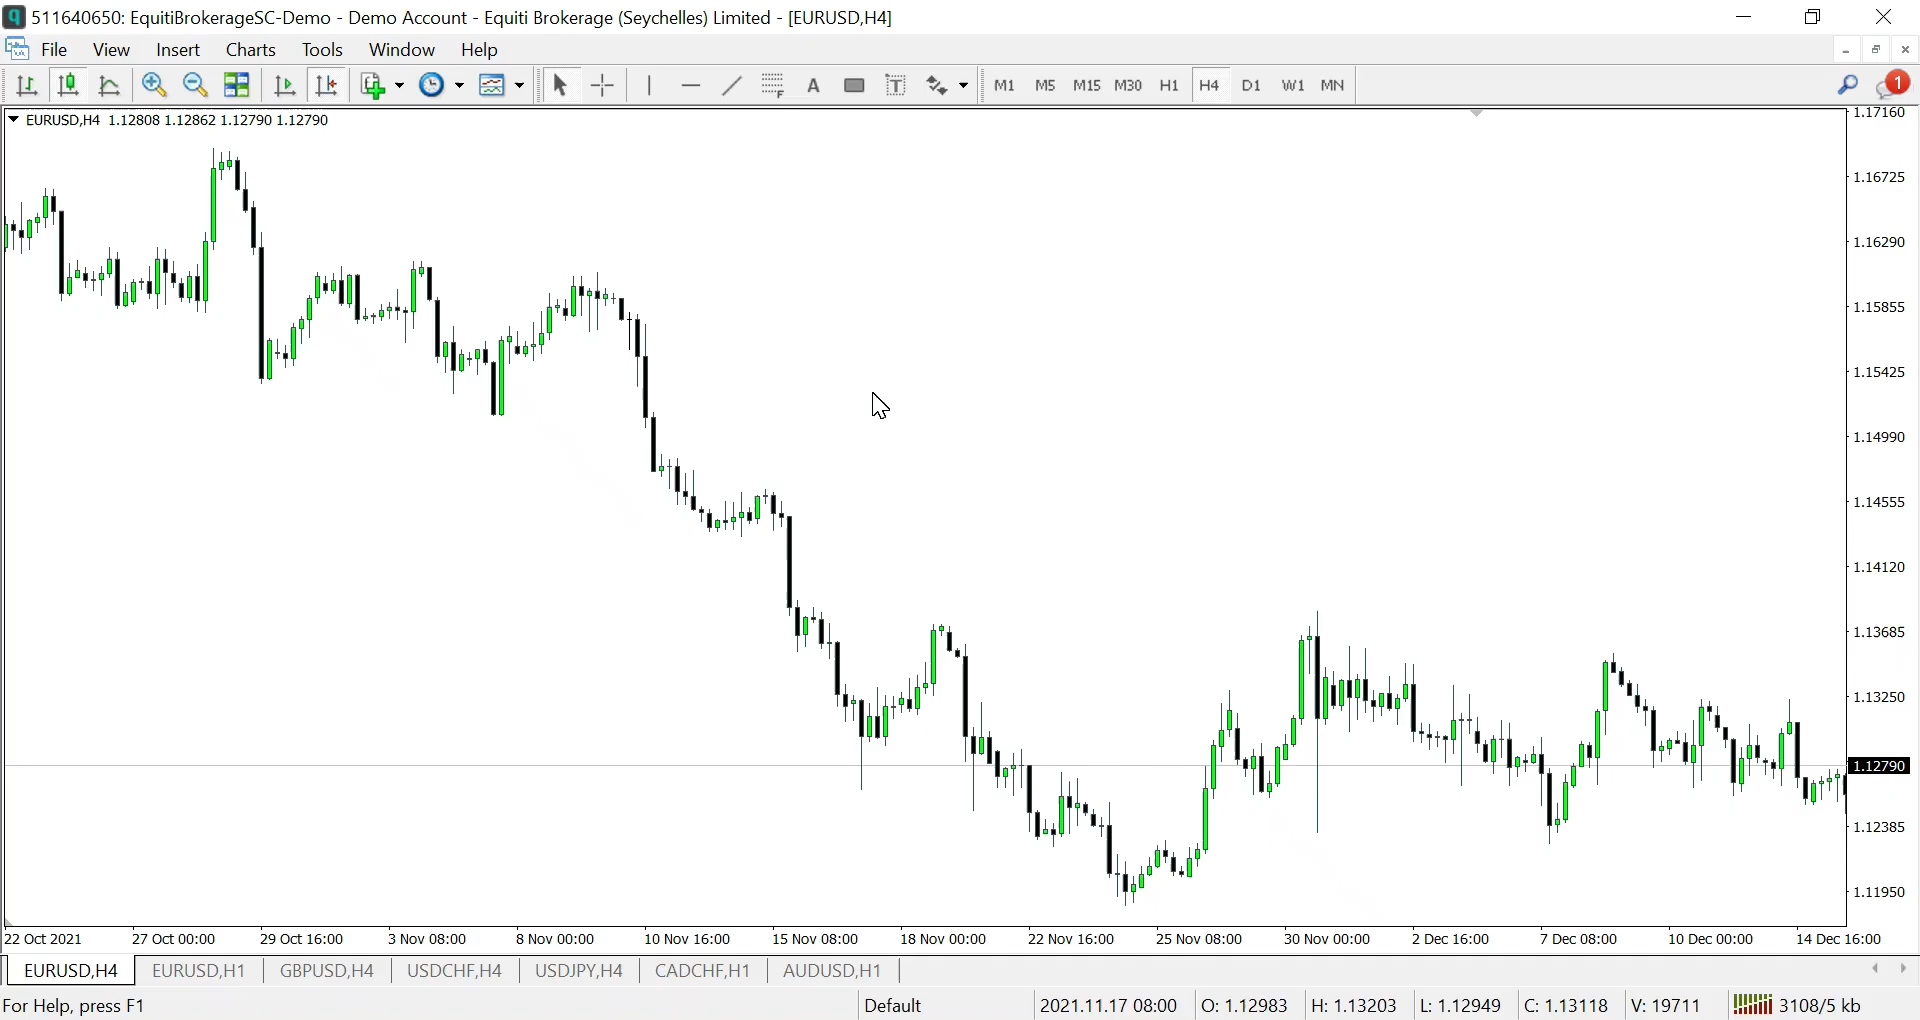 511640650: EquitiBrokerageSC-Demo - Demo Account - Equiti Brokerage (Seychelles) Limited - [EURUSD,H4]
File View Insert Charts Tools Window Help
A T M1 M5 M15 M30 H1 H4 D1 W1 MN 1
EURUSD,H4 1.12808 1.12862 1.12790 1.12790
1.17160
1.16725
1.16290
1.15855
1.15425
1.14990
1.14555
1.14120
1.13685
1.13250
1.12790
1.12385
1.11950
22 Oct 2021 27 Oct 00:00 29 Oct 16:00 3 Nov 08:00 8 Nov 00:00 10 Nov 16:00 15 Nov 08:00 18 Nov 00:00 22 Nov 16:00 25 Nov 08:00 30 Nov 00:00 2 Dec 16:00 7 Dec 08:00 10 Dec 00:00 14 Dec 16:00
EURUSD,H4 EURUSD,H1 GBPUSD,H4 USDCHF,H4 USDJPY,H4 CADCHF,H1 AUDUSD,H1
For Help, press F1 Default 2021.11.17 08:00 O: 1.12983 H: 1.13203 L: 1.12949 C: 1.13118 V: 19711 3108/5 kb